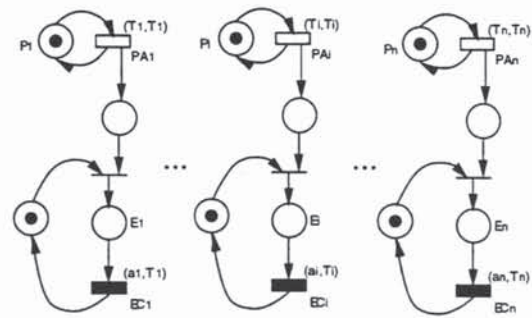 (T1,T1) (Ti,Ti) (Tn,Tn)
P1 Pi Pn
PA1 PAi PAn
... ...
E1 Ei En
(a1,T1) (ai,Ti) (an,Tn)
EC1 ECi ECn